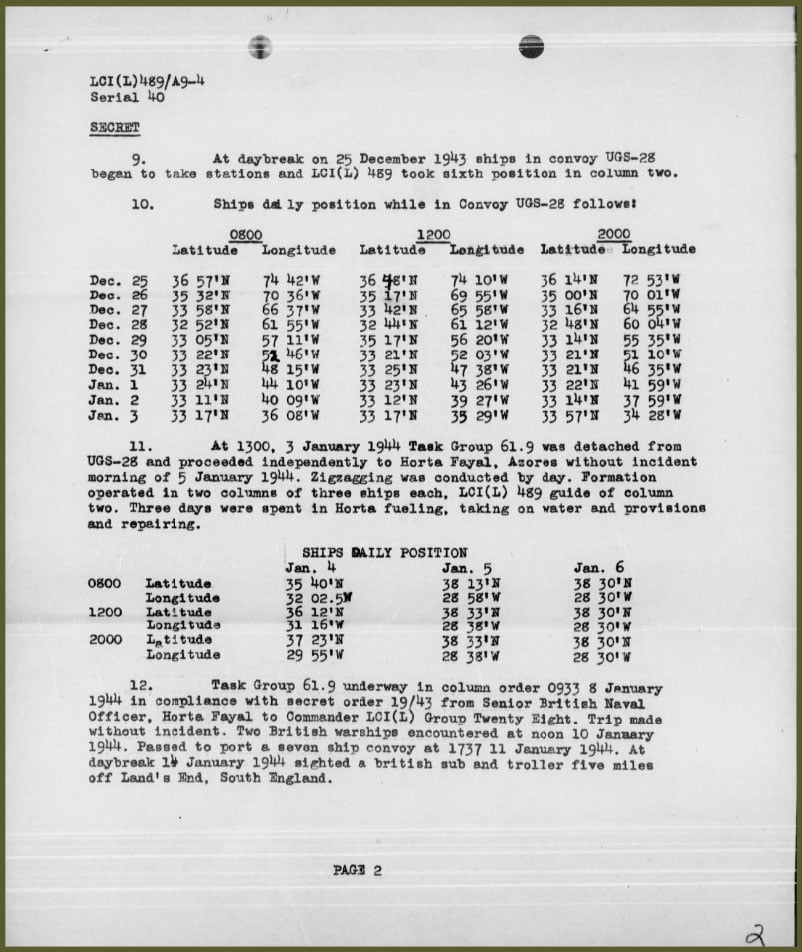 LCI(L)489/A9-4
Serial 40
SECRET
9. At daybreak on 25 December 1943 ships in convoy UGS-28
began to take stations and LCI(L) 489 took sixth position in column two.
10. Ships dai ly position while in Convoy UGS-28 follows:
0800 1200 2000
Latitude Longitude Latitude Longitude Latitude Longitude
Dec. 25 36 57'N 74 42'W 36 48'N 74 10'W 36 14'N 72 53'W
Dec. 26 35 32'N 70 36'W 35 17'N 69 55'W 35 00'N 70 01'W
Dec. 27 33 58'N 66 37'W 33 42'N 65 58'W 33 16'N 64 55'W
Dec. 28 32 52'N 61 55'W 32 44'N 61 12'W 32 48'N 60 04'W
Dec. 29 33 05'N 57 11'W 35 17'N 56 20'W 33 14'N 55 35'W
Dec. 30 33 22'N 52 46'W 33 21'N 52 03'W 33 21'N 51 10'W
Dec. 31 33 23'N 48 15'W 33 25'N 47 38'W 33 21'N 46 35'W
Jan. 1 33 24'N 44 10'W 33 23'N 43 26'W 33 22'N 41 59'W
Jan. 2 33 11'N 40 09'W 33 12'N 39 27'W 33 14'N 37 59'W
Jan. 3 33 17'N 36 08'W 33 17'N 35 29'W 33 57'N 34 28'W
11. At 1300, 3 January 1944 Task Group 61.9 was detached from
UGS-28 and proceeded independently to Horta Fayal, Azores without incident
morning of 5 January 1944. Zigzagging was conducted by day. Formation
operated in two columns of three ships each, LCI(L) 489 guide of column
two. Three days were spent in Horta fueling, taking on water and provisions
and repairing.
SHIPS DAILY POSITION
Jan. 4 Jan. 5 Jan. 6
0800 Latitude 35 40'N 38 13'N 38 30'N
Longitude 32 02.5W 28 58'W 28 30'W
1200 Latitude 36 12'N 38 33'N 38 30'N
Longitude 31 16'W 28 38'W 28 30'W
2000 Latitude 37 23'N 38 33'N 38 30'N
Longitude 29 55'W 28 38'W 28 30'W
12. Task Group 61.9 underway in column order 0933 8 January
1944 in compliance with secret order 19/43 from Senior British Naval
Officer, Horta Fayal to Commander LCI(L) Group Twenty Eight. Trip made
without incident. Two British warships encountered at noon 10 January
1944. Passed to port a seven ship convoy at 1737 11 January 1944. At
daybreak 14 January 1944 sighted a british sub and troller five miles
off Land's End, South England.
PAGE 2
2